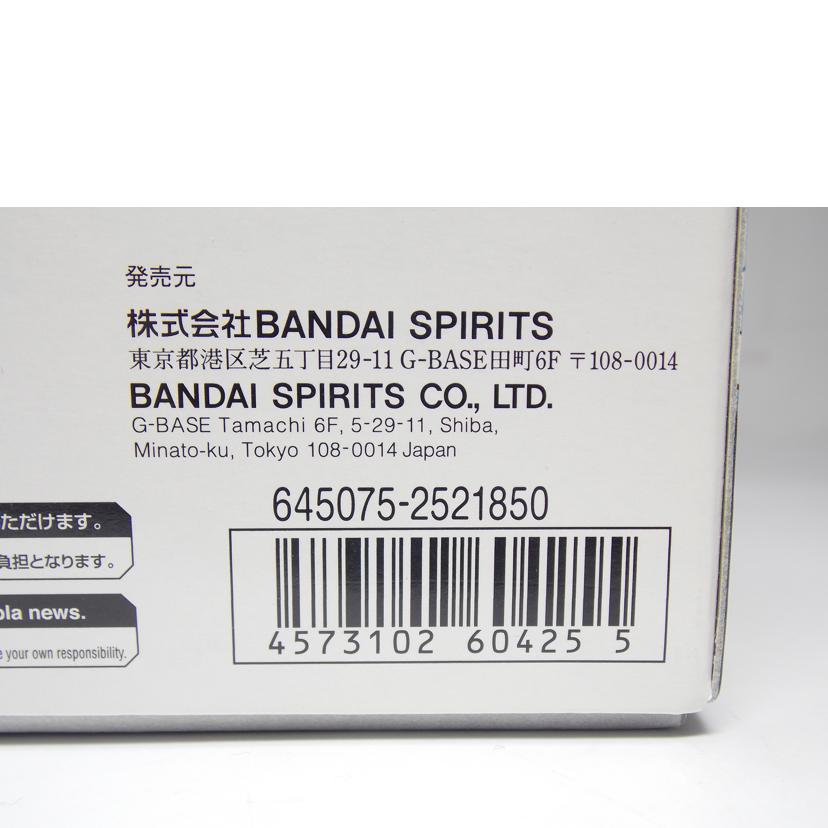 発売元
株式会社BANDAI SPIRITS
東京都港区芝五丁目29-11 G-BASE田町6F 〒108-0014
BANDAI SPIRITS CO., LTD.
G-BASE Tamachi 6F, 5-29-11, Shiba,
Minato-ku, Tokyo 108-0014 Japan
645075-2521850
4573102 60425 5
ただけます。
負担となります。
pla news.
e your own responsibility.